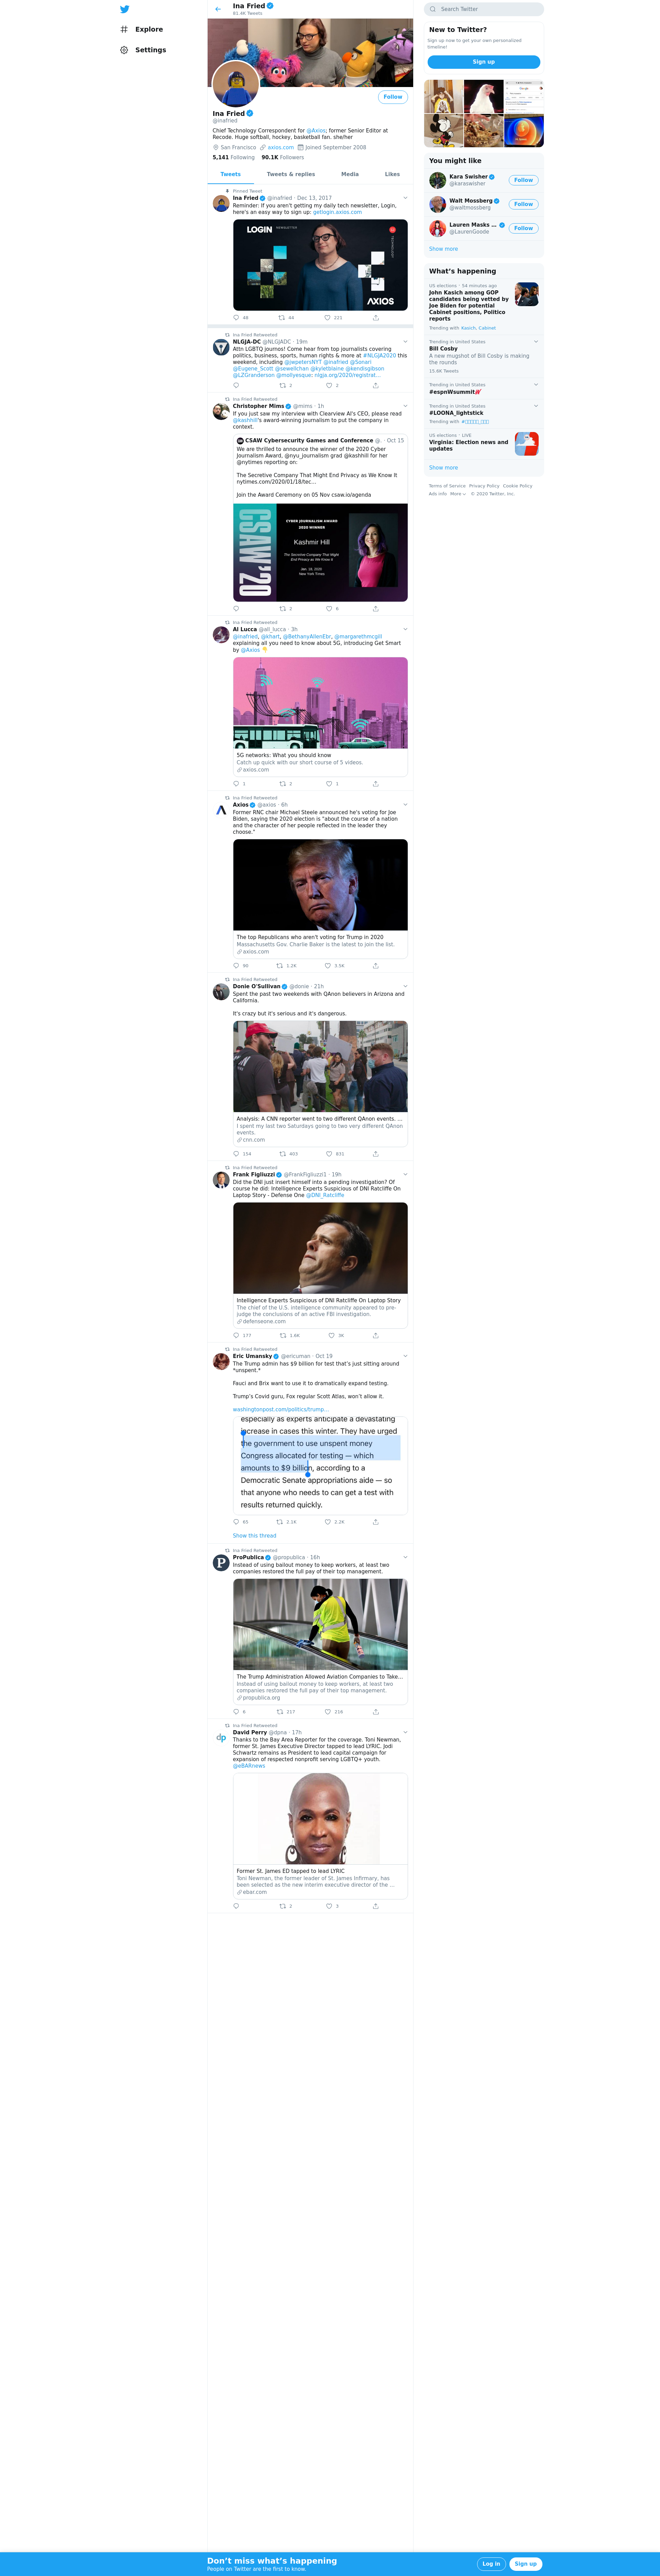 Explore
Settings
Ina Fried
81.4K Tweets
Follow
Ina Fried
@inafried
Chief Technology Correspondent for @Axios; former Senior Editor at
Recode. Huge softball, hockey, basketball fan. she/her
San Francisco axios.com Joined September 2008
5,141 Following 90.1K Followers
Tweets Tweets & replies Media Likes
Pinned Tweet
Ina Fried @inafried · Dec 13, 2017
Reminder: If you aren't getting my daily tech newsletter, Login,
here's an easy way to sign up: getlogin.axios.com
LOGIN NEWSLETTER
TECHNOLOGY
AXIOS
48 44 221
Ina Fried Retweeted
NLGJA-DC @NLGJADC · 19m
Attn LGBTQ journos! Come hear from top journalists covering
politics, business, sports, human rights & more at #NLGJA2020 this
weekend, including @jwpetersNYT @inafried @Sonari
@Eugene_Scott @sewellchan @kyletblaine @kendisgibson
@LZGranderson @mollyesque: nlgja.org/2020/registrat…
2 2
Ina Fried Retweeted
Christopher Mims @mims · 1h
If you just saw my interview with Clearview AI's CEO, please read
@kashhill's award-winning journalism to put the company in
context.
CSAW Cybersecurity Games and Conference @. · Oct 15
We are thrilled to announce the winner of the 2020 Cyber
Journalism Award, @nyu_journalism grad @kashhill for her
@nytimes reporting on:
The Secretive Company That Might End Privacy as We Know It
nytimes.com/2020/01/18/tec…
Join the Award Ceremony on 05 Nov csaw.io/agenda
CSAW'20
CYBER JOURNALISM AWARD
2020 WINNER
Kashmir Hill
The Secretive Company That Might
End Privacy as We Know It
Jan. 18, 2020
New York Times
2 6
Ina Fried Retweeted
Al Lucca @all_lucca · 3h
@inafried, @khart, @BethanyAllenEbr, @margarethmcgill
explaining all you need to know about 5G, introducing Get Smart
by @Axios
5G networks: What you should know
Catch up quick with our short course of 5 videos.
axios.com
1 2 1
Ina Fried Retweeted
Axios @axios · 6h
Former RNC chair Michael Steele announced he's voting for Joe
Biden, saying the 2020 election is "about the course of a nation
and the character of her people reflected in the leader they
choose."
The top Republicans who aren't voting for Trump in 2020
Massachusetts Gov. Charlie Baker is the latest to join the list.
axios.com
90 1.2K 3.5K
Ina Fried Retweeted
Donie O'Sullivan @donie · 21h
Spent the past two weekends with QAnon believers in Arizona and
California.
It's crazy but it's serious and it's dangerous.
Analysis: A CNN reporter went to two different QAnon events. …
I spent my last two Saturdays going to two very different QAnon
events.
cnn.com
154 403 831
Ina Fried Retweeted
Frank Figliuzzi @FrankFigliuzzi1 · 19h
Did the DNI just insert himself into a pending investigation? Of
course he did. Intelligence Experts Suspicious of DNI Ratcliffe On
Laptop Story - Defense One @DNI_Ratcliffe
Intelligence Experts Suspicious of DNI Ratcliffe On Laptop Story
The chief of the U.S. intelligence community appeared to pre-
judge the conclusions of an active FBI investigation.
defenseone.com
177 1.6K 3K
Ina Fried Retweeted
Eric Umansky @ericuman · Oct 19
The Trump admin has $9 billion for test that's just sitting around
*unspent.*
Fauci and Brix want to use it to dramatically expand testing.
Trump's Covid guru, Fox regular Scott Atlas, won't allow it.
washingtonpost.com/politics/trump…
especially as experts anticipate a devastating
increase in cases this winter. They have urged
the government to use unspent money
Congress allocated for testing — which
amounts to $9 billion, according to a
Democratic Senate appropriations aide — so
that anyone who needs to can get a test with
results returned quickly.
65 2.1K 2.2K
Show this thread
Ina Fried Retweeted
ProPublica @propublica · 16h
Instead of using bailout money to keep workers, at least two
companies restored the full pay of their top management.
The Trump Administration Allowed Aviation Companies to Take…
Instead of using bailout money to keep workers, at least two
companies restored the full pay of their top management.
propublica.org
6 217 216
Ina Fried Retweeted
David Perry @dpna · 17h
Thanks to the Bay Area Reporter for the coverage. Toni Newman,
former St. James Executive Director tapped to lead LYRIC. Jodi
Schwartz remains as President to lead capital campaign for
expansion of respected nonprofit serving LGBTQ+ youth.
@eBARnews
Former St. James ED tapped to lead LYRIC
Toni Newman, the former leader of St. James Infirmary, has
been selected as the new interim executive director of the …
ebar.com
2 3
Search Twitter
New to Twitter?
Sign up now to get your own personalized
timeline!
Sign up
You might like
Kara Swisher
@karaswisher
Follow
Walt Mossberg
@waltmossberg
Follow
Lauren Masks …
@LaurenGoode
Follow
Show more
What's happening
US elections · 54 minutes ago
John Kasich among GOP
candidates being vetted by
Joe Biden for potential
Cabinet positions, Politico
reports
Trending with Kasich, Cabinet
Trending in United States
Bill Cosby
A new mugshot of Bill Cosby is making
the rounds
15.6K Tweets
Trending in United States
#espnWsummit
Trending in United States
#LOONA_lightstick
Trending with
US elections · LIVE
Virginia: Election news and
updates
Show more
Terms of Service Privacy Policy Cookie Policy
Ads info More © 2020 Twitter, Inc.
Don't miss what's happening
People on Twitter are the first to know.
Log in Sign up